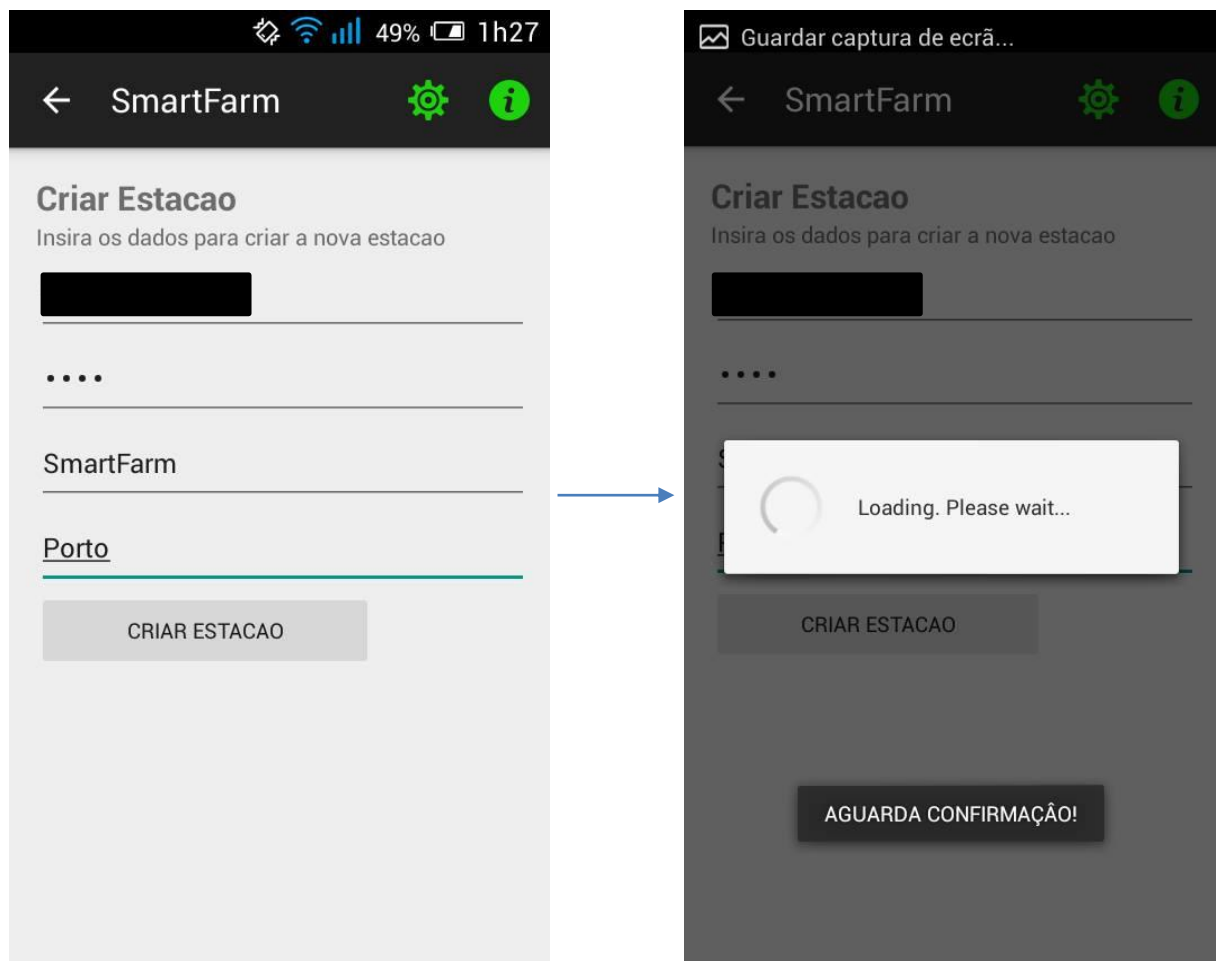 49% 1h27
SmartFarm
Criar Estacao
Insira os dados para criar a nova estacao
••••
SmartFarm
Porto
CRIAR ESTACAO
Guardar captura de ecrã...
SmartFarm
Criar Estacao
Insira os dados para criar a nova estacao
••••
Loading. Please wait...
CRIAR ESTACAO
AGUARDA CONFIRMAÇÂO!